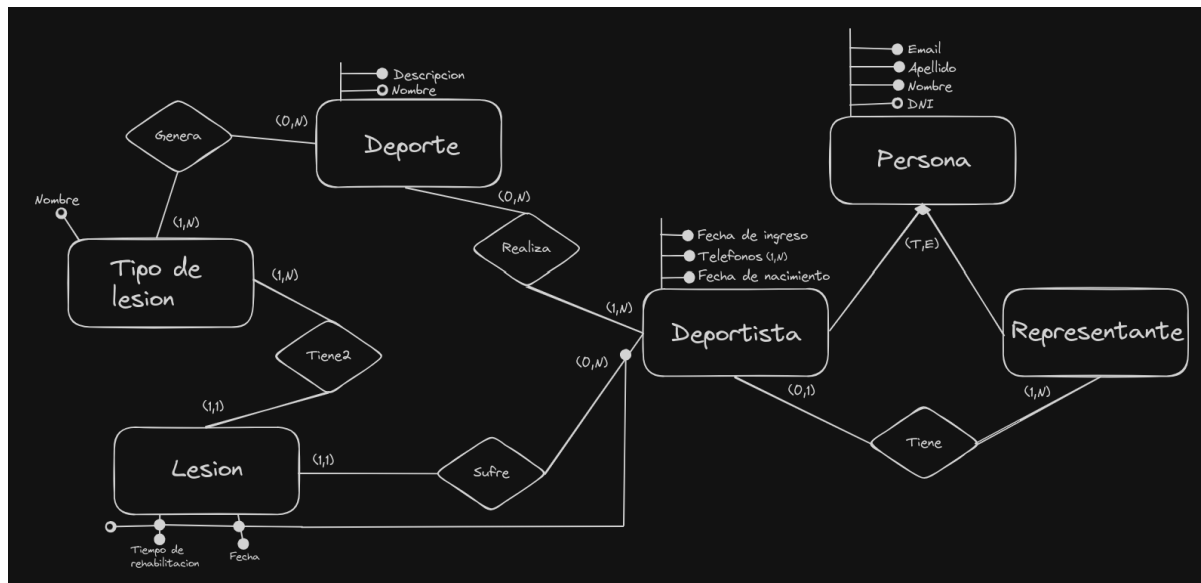 Email
Apellido
Nombre
DNI
Persona
Descripcion
Nombre
Deporte
(0,N)
Genera
(1,N)
Nombre
Tipo de
lesion
(1,N)
Tiene2
(1,1)
(0,N)
Realiza
(1,N)
Fecha de ingreso
Telefonos (1,N)
Fecha de nacimiento
Deportista
(T,E)
Representante
(0,1)
(1,N)
Tiene
(0,N)
Sufre
(1,1)
Lesion
Tiempo de
rehabilitacion
Fecha